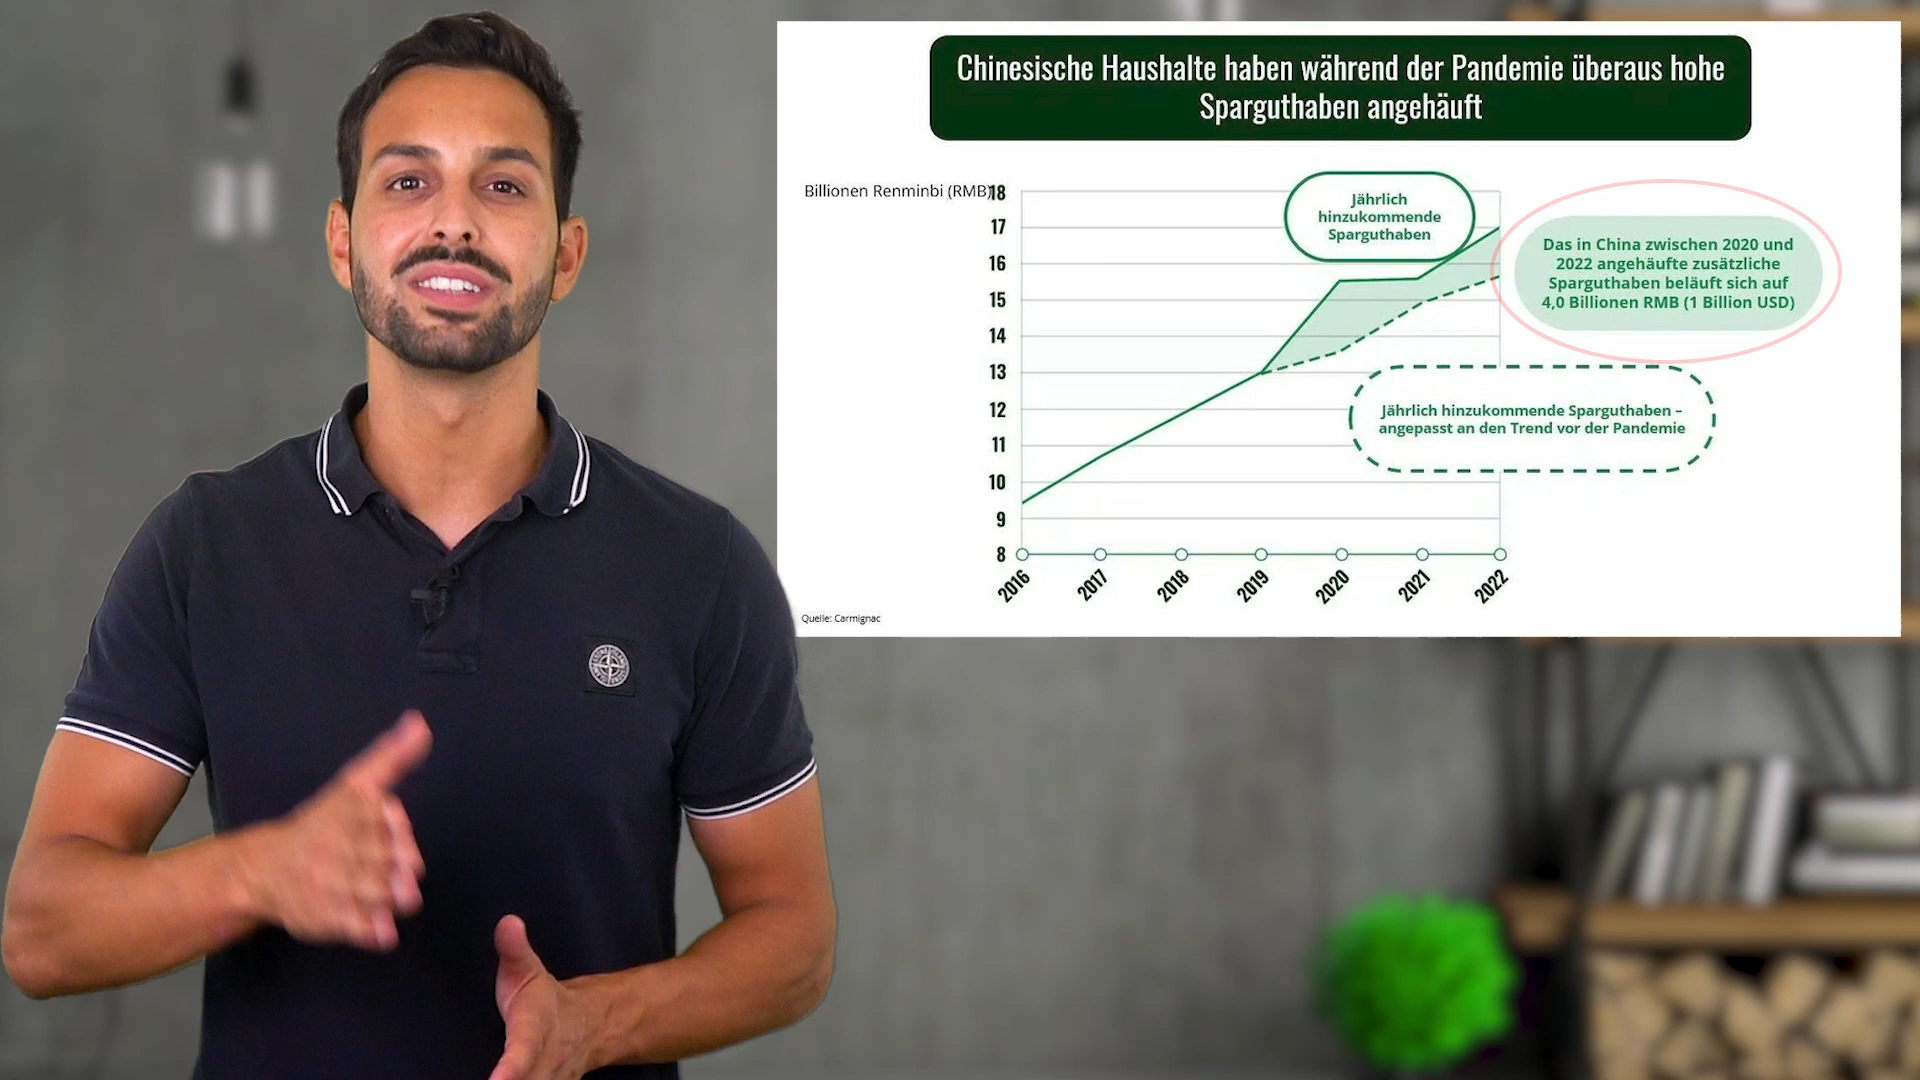 Chinesische Haushalte haben während der Pandemie überaus hohe
Sparguthaben angehäuft
Billionen Renminbi (RMB)
18
17
16
15
14
13
12
11
10
9
8
Jährlich
hinzukommende
Sparguthaben
Das in China zwischen 2020 und
2022 angehäufte zusätzliche
Sparguthaben beläuft sich auf
4,0 Billionen RMB (1 Billion USD)
Jährlich hinzukommende Sparguthaben –
angepasst an den Trend vor der Pandemie
2016
2017
2018
2019
2020
2021
2022
Quelle: Carmignac